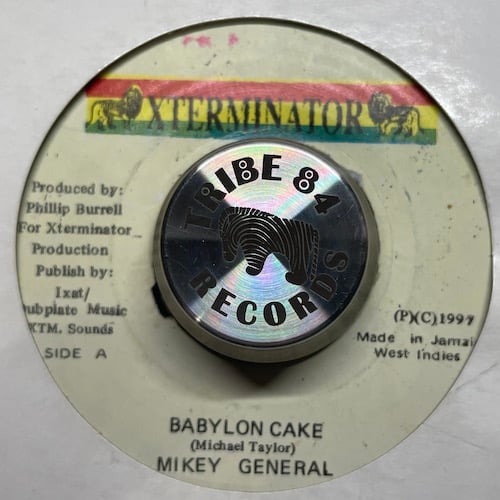 XTERMINATOR
TRIBE 84
RECORDS
Produced by:
Phillip Burrell
For Xterminator
Production
Publish by:
Ixat/
ubplate Music
XTM. Sounds
SIDE A
(P)(C)1997
Made in Jamai
West Indies
BABYLON CAKE
(Michael Taylor)
MIKEY GENERAL